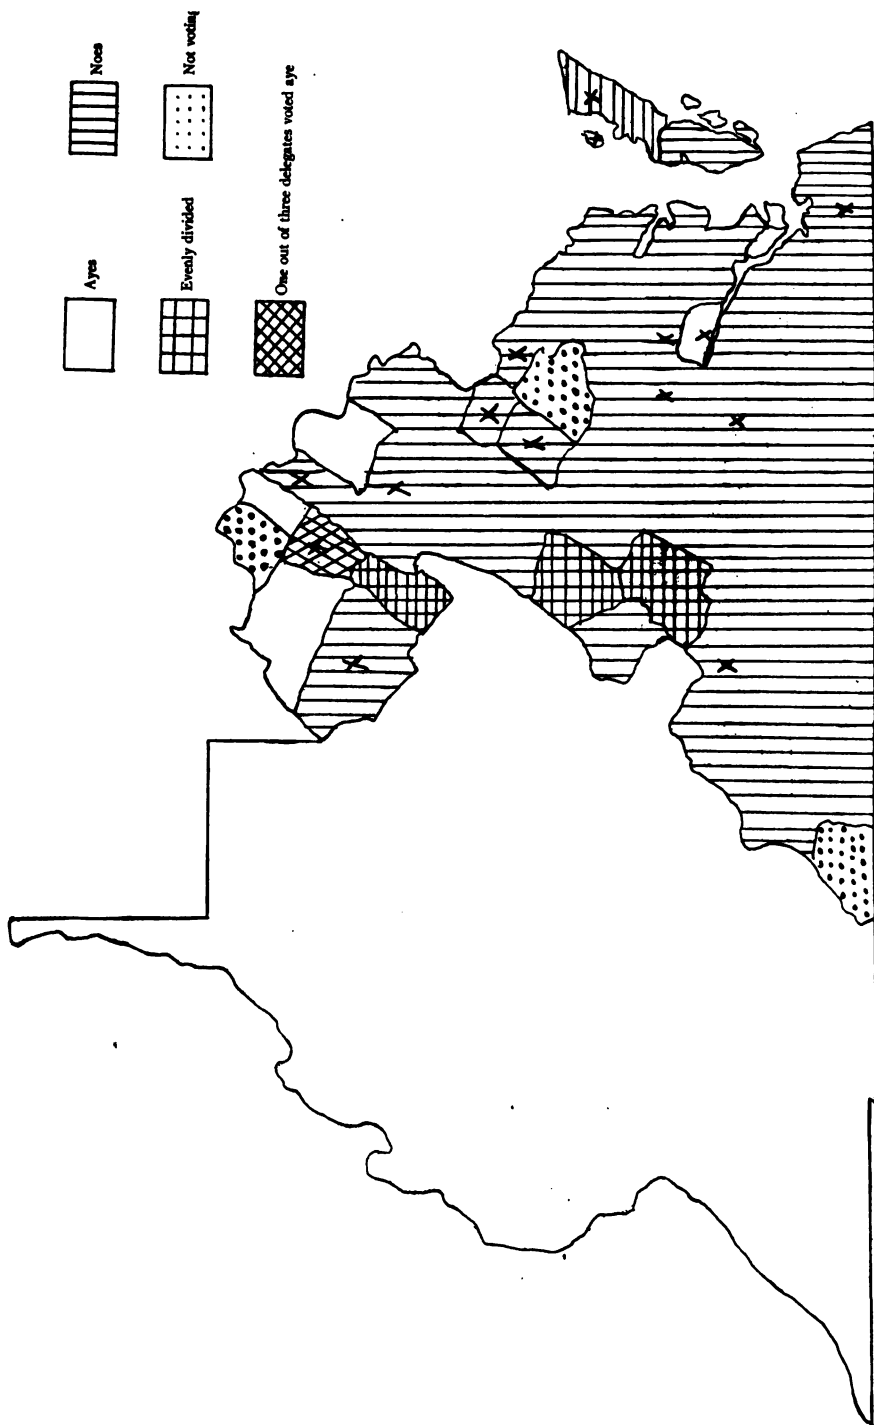 Ayes
Noes
Evenly divided
Not voting
One out of three delegates voted aye